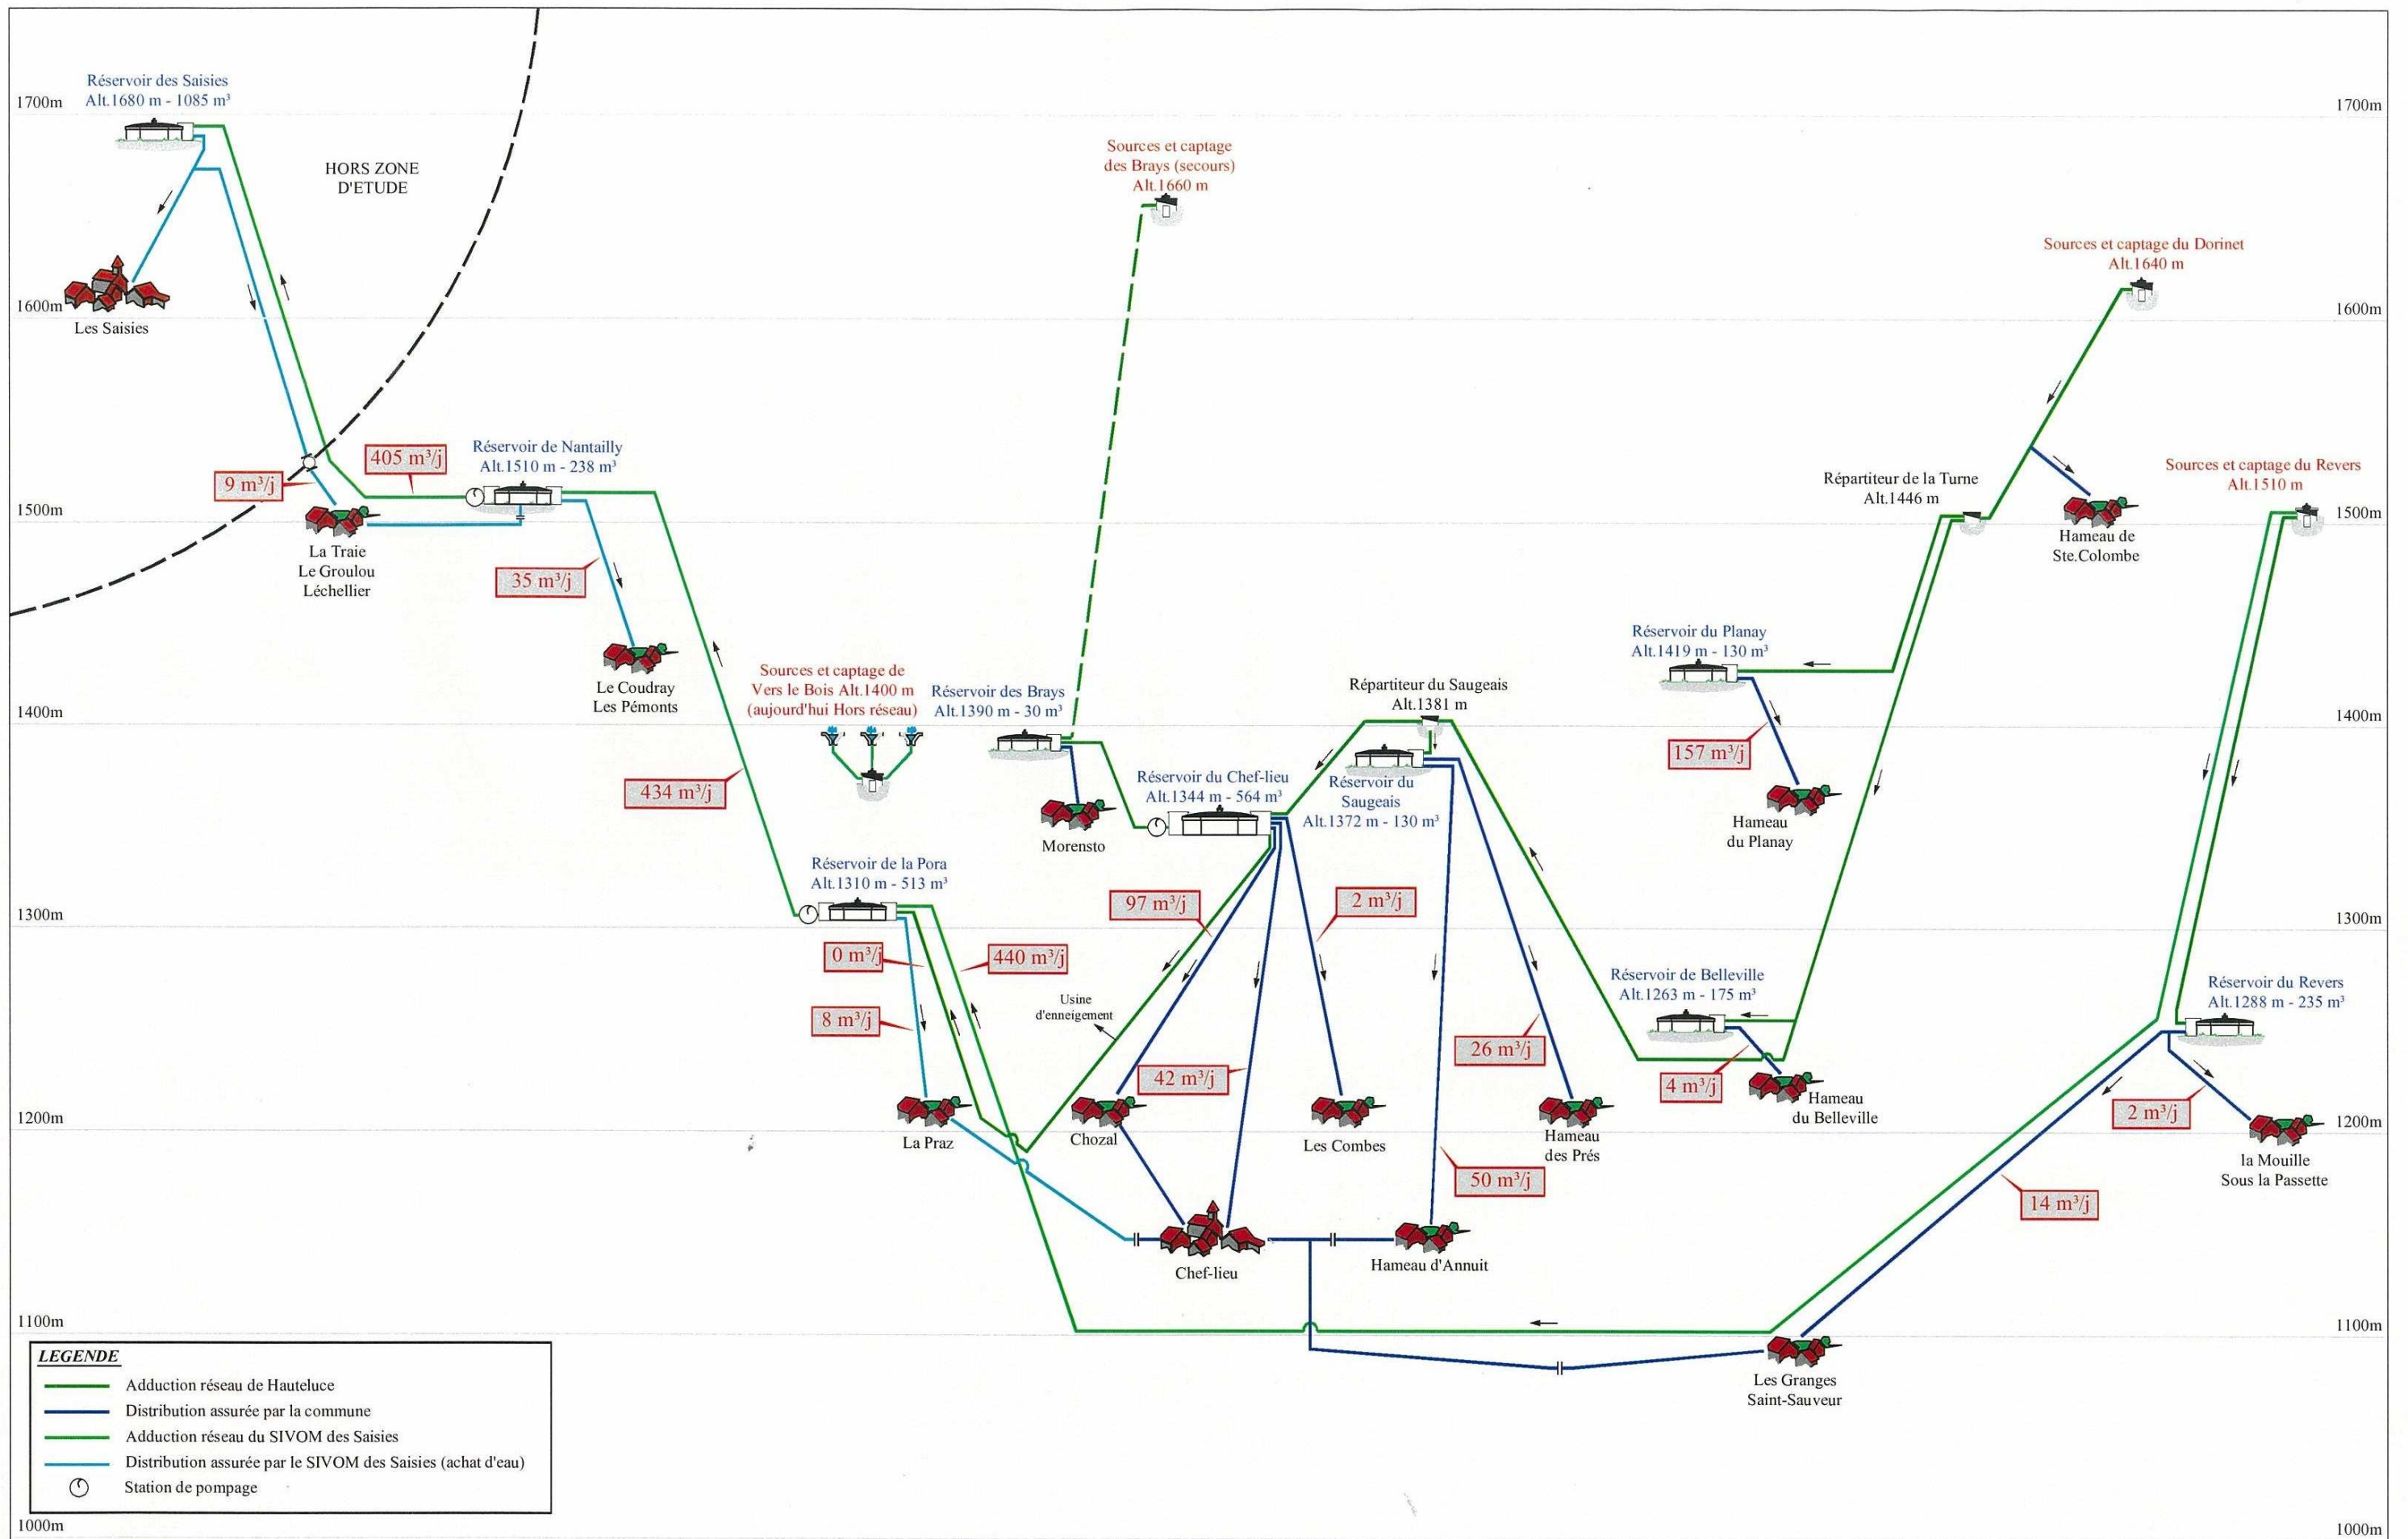 Réservoir des Saisies
Alt.1680 m - 1085 m³
1700m
1700m
HORS ZONE
D'ETUDE
Sources et captage
des Brays (secours)
Alt.1660 m
Sources et captage du Dorinet
Alt.1640 m
1600m
1600m
Les Saisies
Réservoir de Nantailly
Alt.1510 m - 238 m³
405 m³/j
9 m³/j
Répartiteur de la Turne
Alt.1446 m
Sources et captage du Revers
Alt.1510 m
1500m
1500m
Hameau de
Ste.Colombe
La Traie
Le Groulou
Léchellier
35 m³/j
Le Coudray
Les Pémonts
Sources et captage de
Vers le Bois Alt.1400 m
(aujourd'hui Hors réseau)
Réservoir des Brays
Alt.1390 m - 30 m³
Répartiteur du Saugeais
Alt.1381 m
Réservoir du Planay
Alt.1419 m - 130 m³
1400m
1400m
157 m³/j
434 m³/j
Réservoir du Chef-lieu
Alt.1344 m - 564 m³
Réservoir du
Saugeais
Alt.1372 m - 130 m³
Morensto
Hameau
du Planay
Réservoir de la Pora
Alt.1310 m - 513 m³
97 m³/j
2 m³/j
1300m
1300m
0 m³/j
440 m³/j
Usine
d'enneigement
8 m³/j
Réservoir de Belleville
Alt.1263 m - 175 m³
Réservoir du Revers
Alt.1288 m - 235 m³
26 m³/j
42 m³/j
4 m³/j
2 m³/j
Hameau
du Belleville
1200m
1200m
La Praz
Chozal
Les Combes
Hameau
des Prés
la Mouille
Sous la Passette
50 m³/j
14 m³/j
Chef-lieu
Hameau d'Annuit
1100m
1100m
Les Granges
Saint-Sauveur
LEGENDE
Adduction réseau de Hauteluce
Distribution assurée par la commune
Adduction réseau du SIVOM des Saisies
Distribution assurée par le SIVOM des Saisies (achat d'eau)
Station de pompage
1000m
1000m